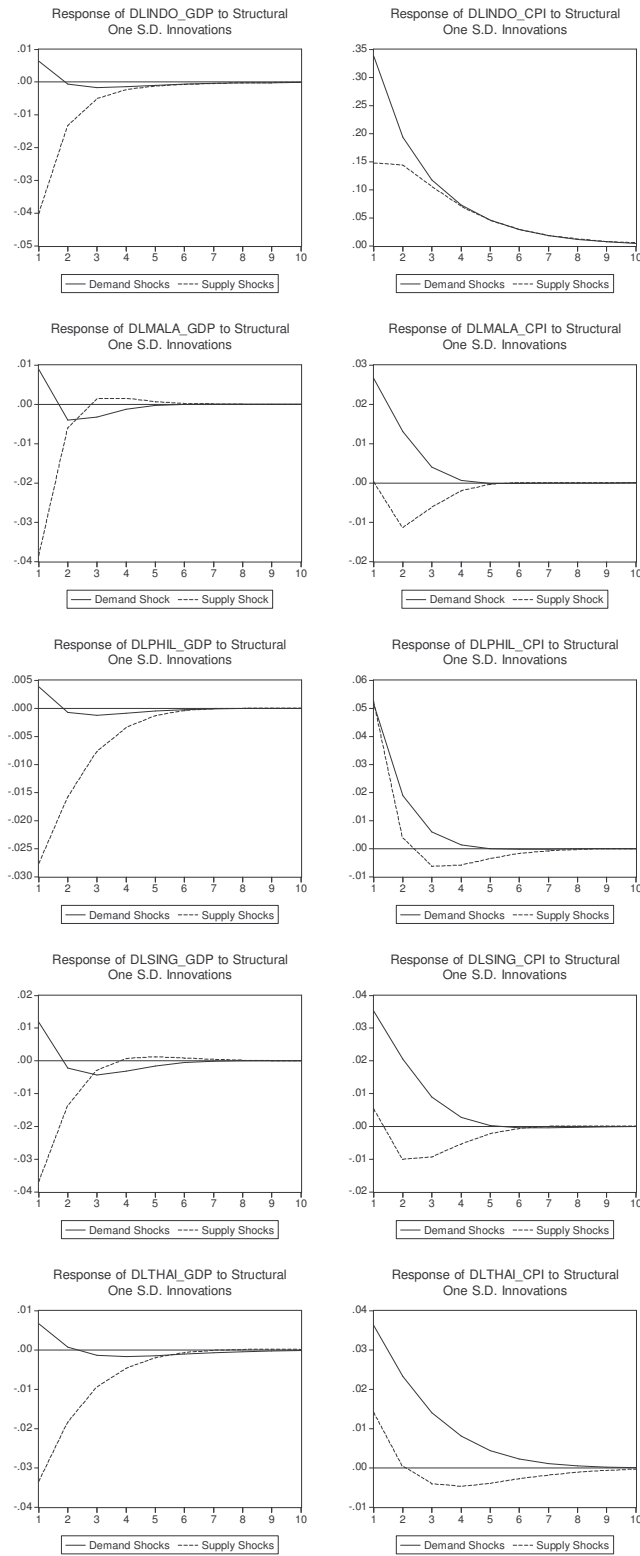 Response of DLINDO_GDP to Structural
One S.D. Innovations
.01
.00
-.01
-.02
-.03
-.04
-.05
1 2 3 4 5 6 7 8 9 10
Demand Shocks Supply Shocks
Response of DLINDO_CPI to Structural
One S.D. Innovations
.35
.30
.25
.20
.15
.10
.05
.00
1 2 3 4 5 6 7 8 9 10
Demand Shocks Supply Shocks
Response of DLMALA_GDP to Structural
One S.D. Innovations
.01
.00
-.01
-.02
-.03
-.04
1 2 3 4 5 6 7 8 9 10
Demand Shock Supply Shock
Response of DLMALA_CPI to Structural
One S.D. Innovations
.03
.02
.01
.00
-.01
-.02
1 2 3 4 5 6 7 8 9 10
Demand Shock Supply Shock
Response of DLPHIL_GDP to Structural
One S.D. Innovations
.005
.000
-.005
-.010
-.015
-.020
-.025
-.030
1 2 3 4 5 6 7 8 9 10
Demand Shocks Supply Shocks
Response of DLPHIL_CPI to Structural
One S.D. Innovations
.06
.05
.04
.03
.02
.01
.00
-.01
1 2 3 4 5 6 7 8 9 10
Demand Shocks Supply Shocks
Response of DLSING_GDP to Structural
One S.D. Innovations
.02
.01
.00
-.01
-.02
-.03
-.04
1 2 3 4 5 6 7 8 9 10
Demand Shocks Supply Shocks
Response of DLSING_CPI to Structural
One S.D. Innovations
.04
.03
.02
.01
.00
-.01
-.02
1 2 3 4 5 6 7 8 9 10
Demand Shocks Supply Shocks
Response of DLTHAI_GDP to Structural
One S.D. Innovations
.01
.00
-.01
-.02
-.03
-.04
1 2 3 4 5 6 7 8 9 10
Demand Shocks Supply Shocks
Response of DLTHAI_CPI to Structural
One S.D. Innovations
.04
.03
.02
.01
.00
-.01
1 2 3 4 5 6 7 8 9 10
Demand Shocks Supply Shocks